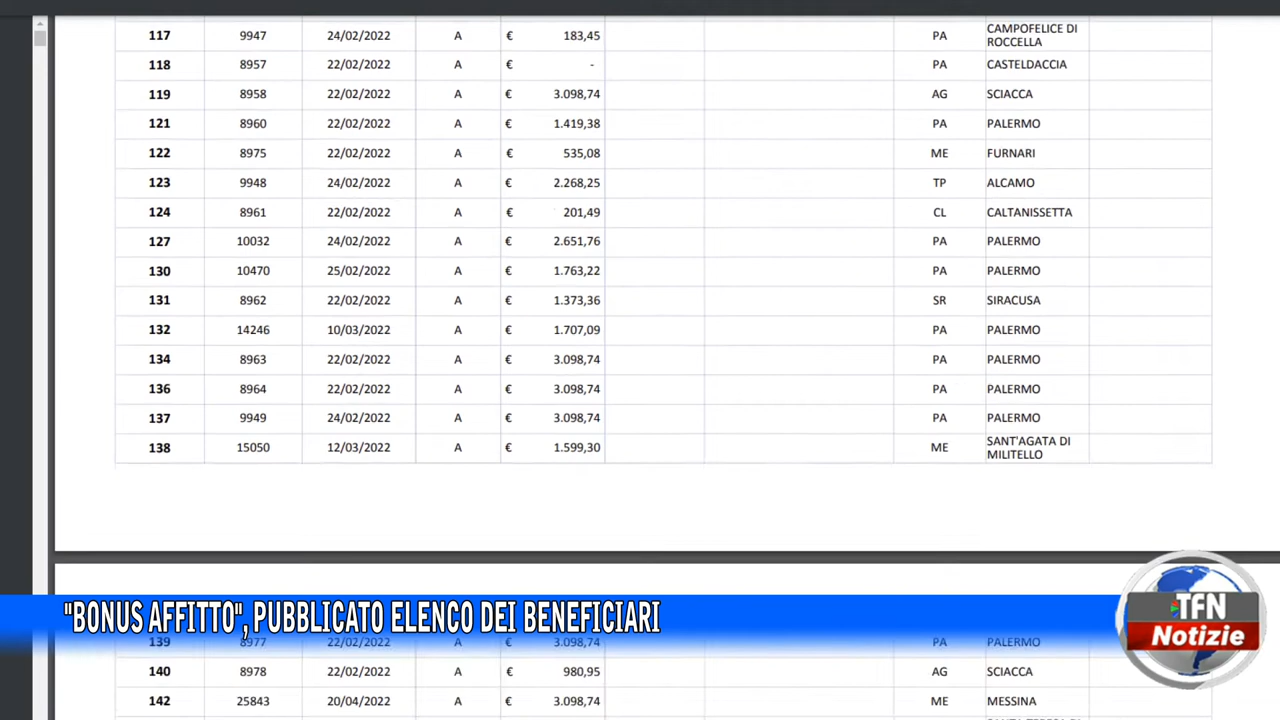 117 9947 24/02/2022 A € 183,45 PA CAMPOFELICE DI
ROCCELLA
118 8957 22/02/2022 A € - PA CASTELDACCIA
119 8958 22/02/2022 A € 3.098,74 AG SCIACCA
121 8960 22/02/2022 A € 1.419,38 PA PALERMO
122 8975 22/02/2022 A € 535,08 ME FURNARI
123 9948 24/02/2022 A € 2.268,25 TP ALCAMO
124 8961 22/02/2022 A € 201,49 CL CALTANISSETTA
127 10032 24/02/2022 A € 2.651,76 PA PALERMO
130 10470 25/02/2022 A € 1.763,22 PA PALERMO
131 8962 22/02/2022 A € 1.373,36 SR SIRACUSA
132 14246 10/03/2022 A € 1.707,09 PA PALERMO
134 8963 22/02/2022 A € 3.098,74 PA PALERMO
136 8964 22/02/2022 A € 3.098,74 PA PALERMO
137 9949 24/02/2022 A € 3.098,74 PA PALERMO
138 15050 12/03/2022 A € 1.599,30 ME SANT'AGATA DI
MILITELLO
"BONUS AFFITTO", PUBBLICATO ELENCO DEI BENEFICIARI
TFN
Notizie
139 8977 22/02/2022 A € 3.098,74 PA PALERMO
140 8978 22/02/2022 A € 980,95 AG SCIACCA
142 25843 20/04/2022 A € 3.098,74 ME MESSINA